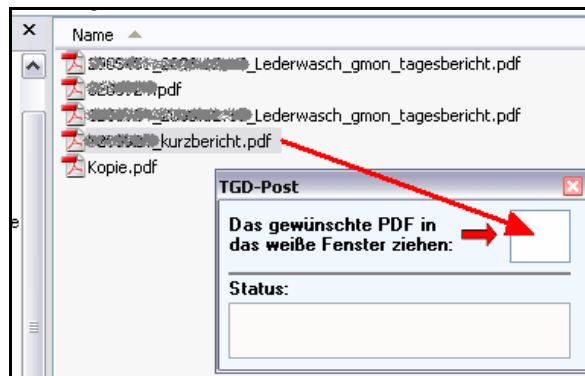 Name
_Lederwasch_gmon_tagesbericht.pdf
.pdf
_Lederwasch_gmon_tagesbericht.pdf
_kurzbericht.pdf
Kopie.pdf
e
TGD-Post
Das gewünschte PDF in
das weiße Fenster ziehen:
Status: